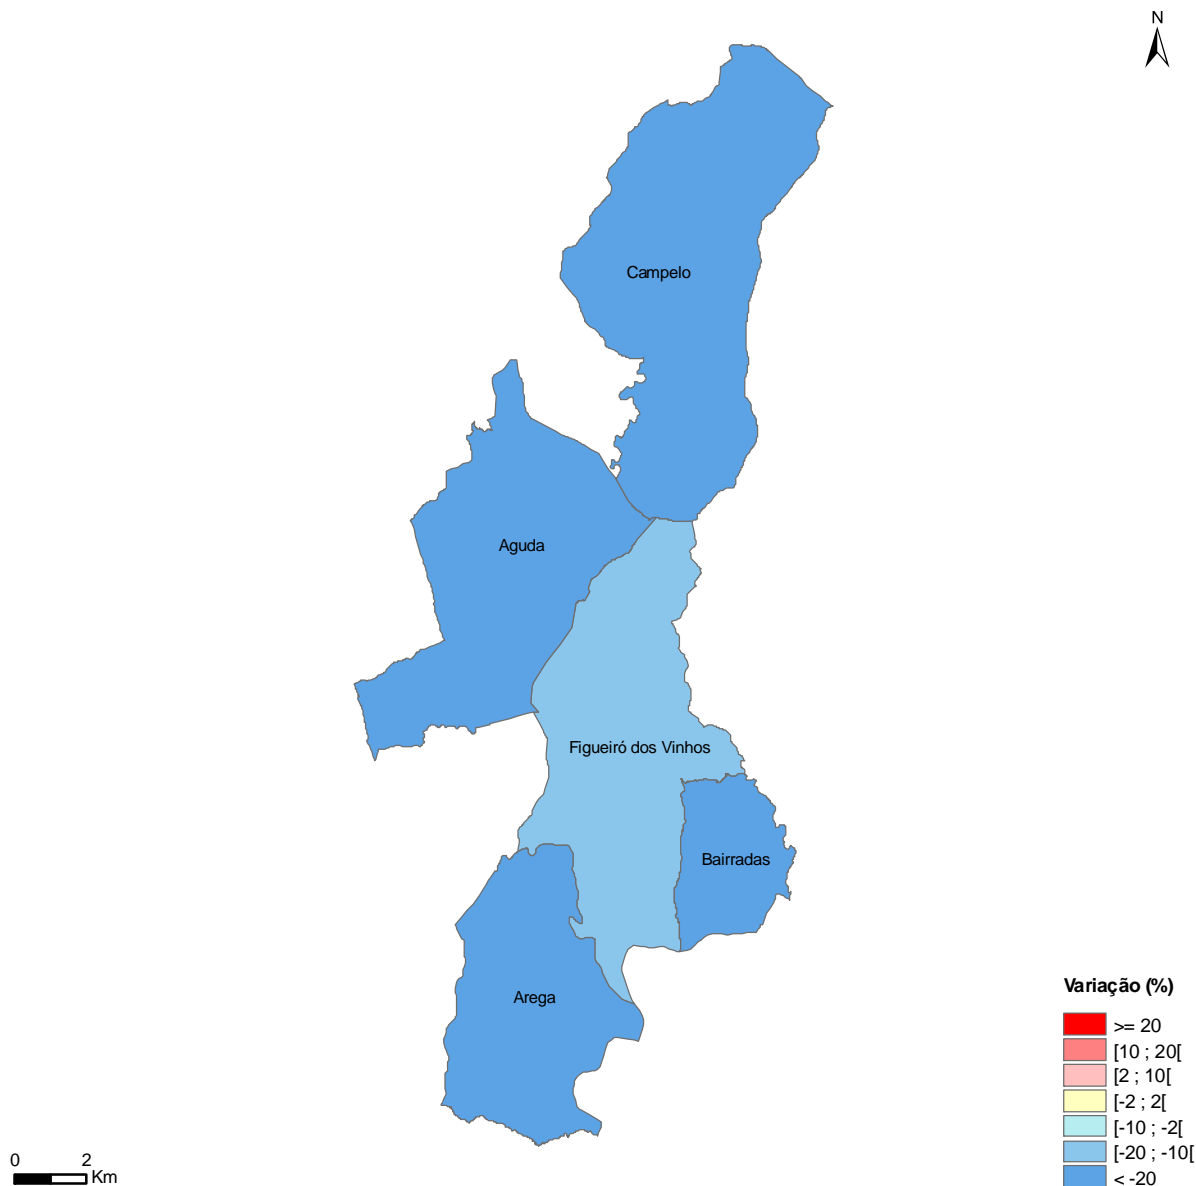 N
Campelo
Aguda
Figueiró dos Vinhos
Bairradas
Arega
Variação (%)
>= 20
[10 ; 20[
[2 ; 10[
[-2 ; 2[
[-10 ; -2[
[-20 ; -10[
< -20
0 2
Km